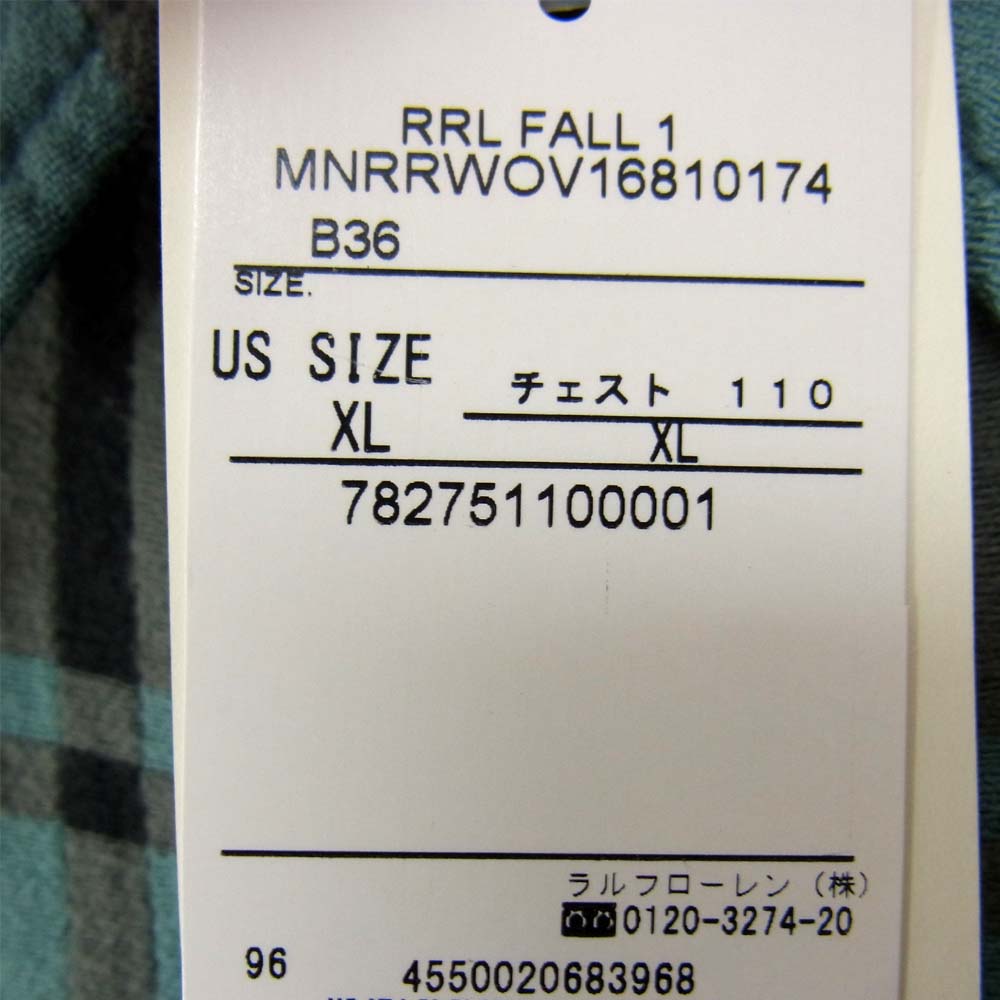 RRL FALL 1
MNRRWOV16810174
B36
SIZE.
US SIZE
チェスト 110
XL
XL
782751100001
ラルフローレン（株）
0120-3274-20
96
4550020683968